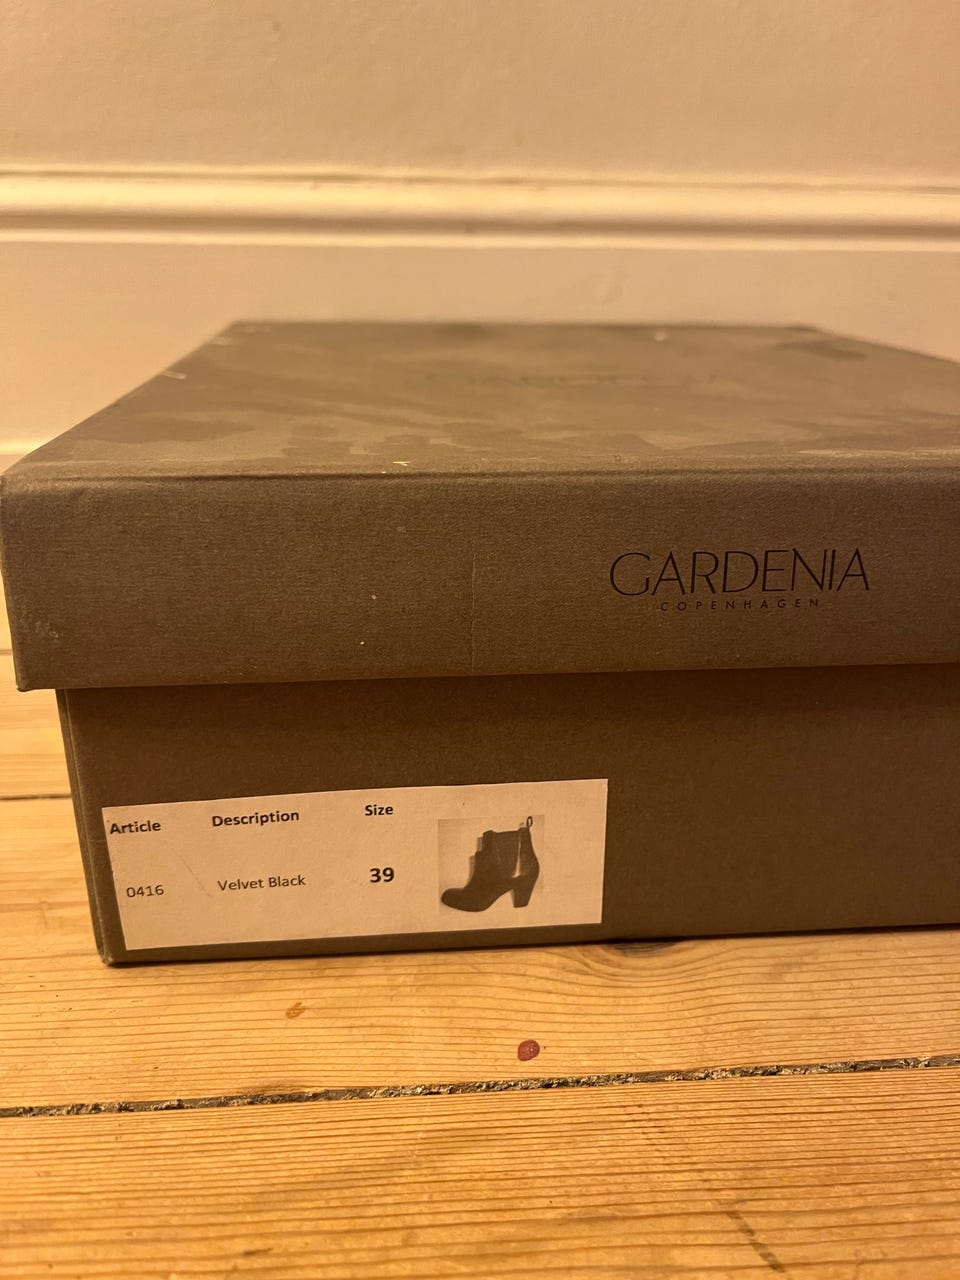 GARDENIA
COPENHAGEN
Article Description Size
0416 Velvet Black 39